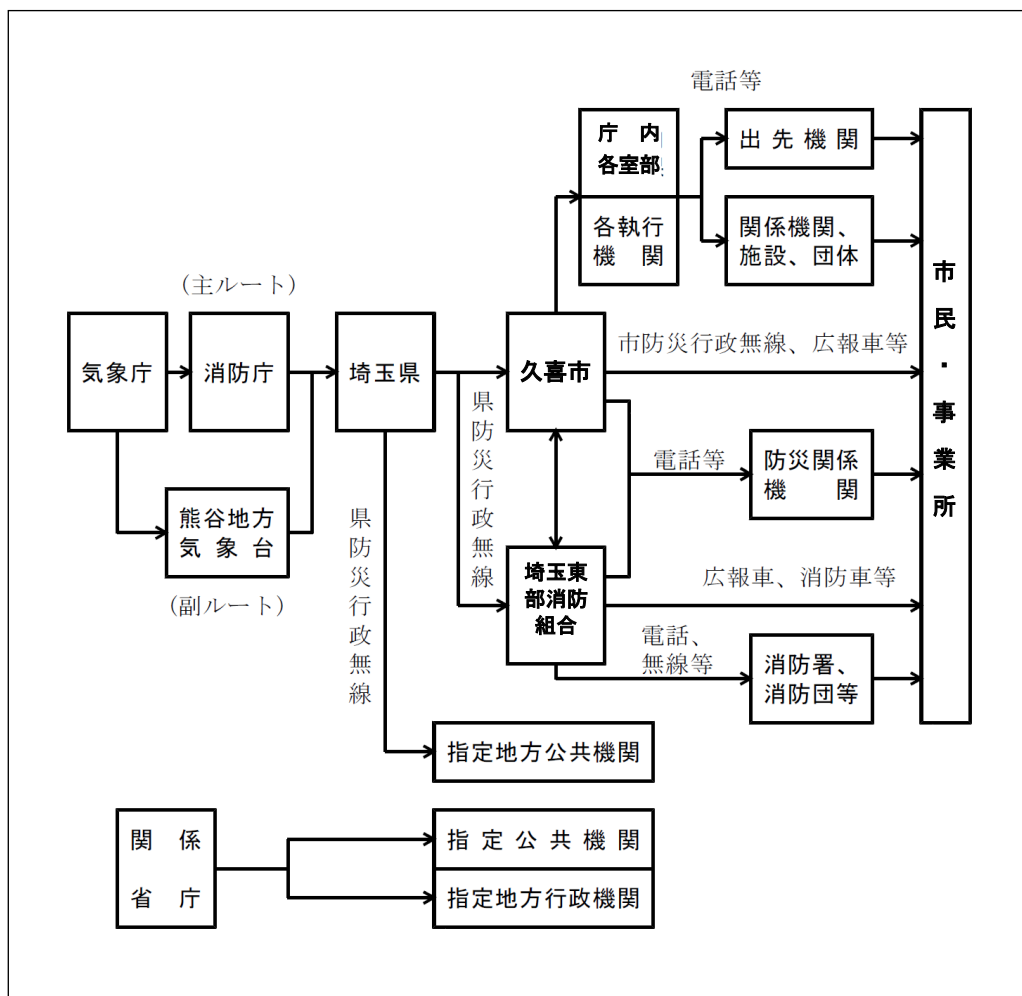 電話等
庁内
各室部
各執行
機関
出先機関
関係機関、
施設、団体
市民・事業所
(主ルート)
気象庁
消防庁
埼玉県
久喜市
市防災行政無線、広報車等
県防災行政無線
電話等
防災関係
機関
熊谷地方
気象台
(副ルート)
県防災行政無線
埼玉東
部消防
組合
広報車、消防車等
電話、
無線等
消防署、
消防団等
指定地方公共機関
関係
省庁
指定公共機関
指定地方行政機関